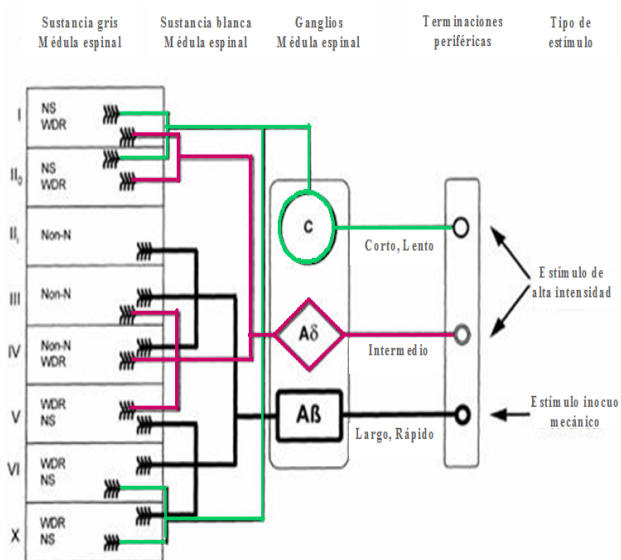 Sustancia gris
Médula espinal
Sustancia blanca
Médula espinal
Ganglios
Médula espinal
Terminaciones
periféricas
Tipo de
estímulo
I
NS
WDR
II₀
NS
WDR
IIᵢ
Non-N
III
Non-N
IV
Non-N
WDR
V
WDR
NS
VI
WDR
NS
X
WDR
NS
C
Corto, Lento
Aδ
Intermedio
Aß
Largo, Rápido
Estímulo de
alta intensidad
Estímulo inocuo
mecánico